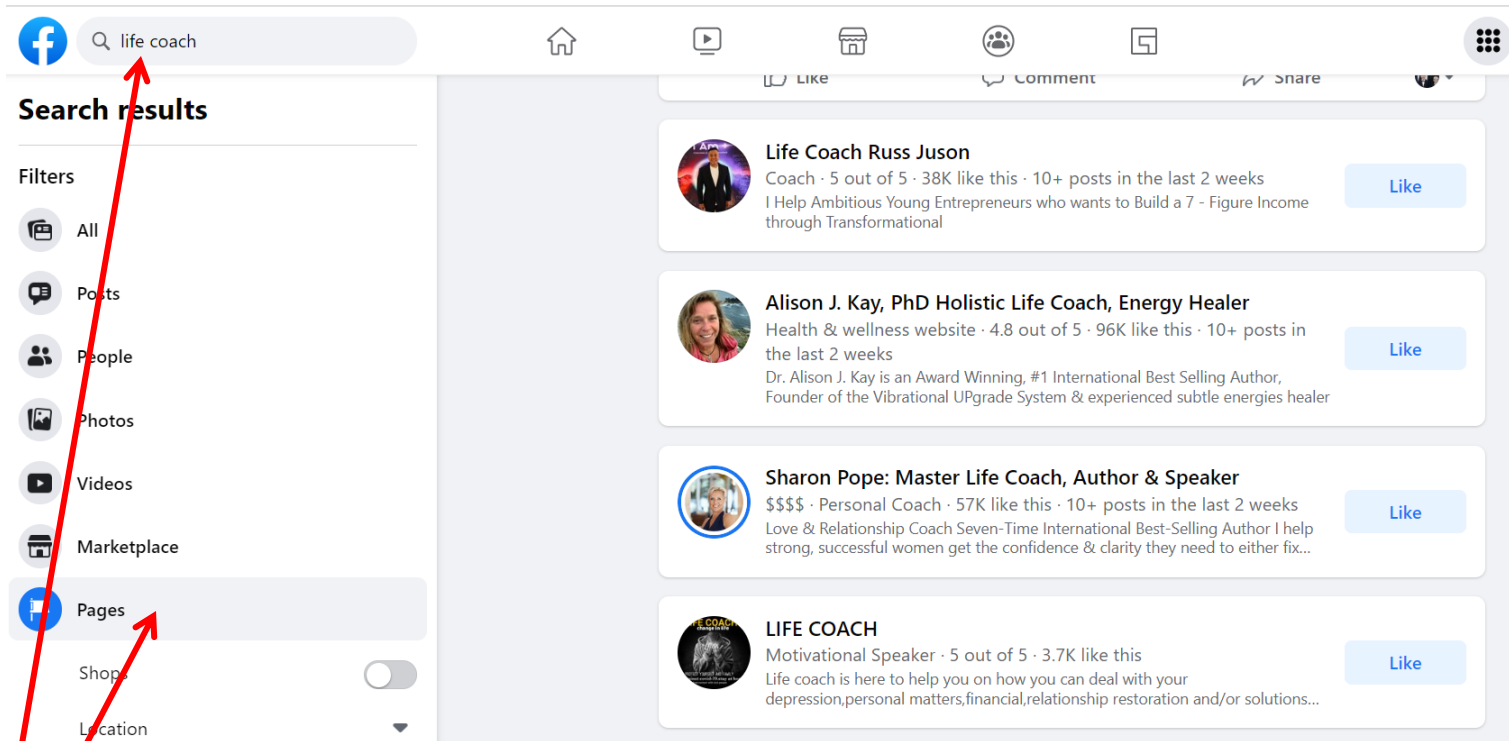 life coach
Like Comment Share
Search results
Filters
All
Posts
People
Photos
Videos
Marketplace
Pages
Shops
Location
Life Coach Russ Juson
Coach · 5 out of 5 · 38K like this · 10+ posts in the last 2 weeks
I Help Ambitious Young Entrepreneurs who wants to Build a 7 - Figure Income
through Transformational
Like
Alison J. Kay, PhD Holistic Life Coach, Energy Healer
Health & wellness website · 4.8 out of 5 · 96K like this · 10+ posts in
the last 2 weeks
Dr. Alison J. Kay is an Award Winning, #1 International Best Selling Author,
Founder of the Vibrational UPgrade System & experienced subtle energies healer
Like
Sharon Pope: Master Life Coach, Author & Speaker
$$$$ · Personal Coach · 57K like this · 10+ posts in the last 2 weeks
Love & Relationship Coach Seven-Time International Best-Selling Author I help
strong, successful women get the confidence & clarity they need to either fix...
Like
LIFE COACH
Motivational Speaker · 5 out of 5 · 3.7K like this
Life coach is here to help you on how you can deal with your
depression,personal matters,financial,relationship restoration and/or solutions...
Like